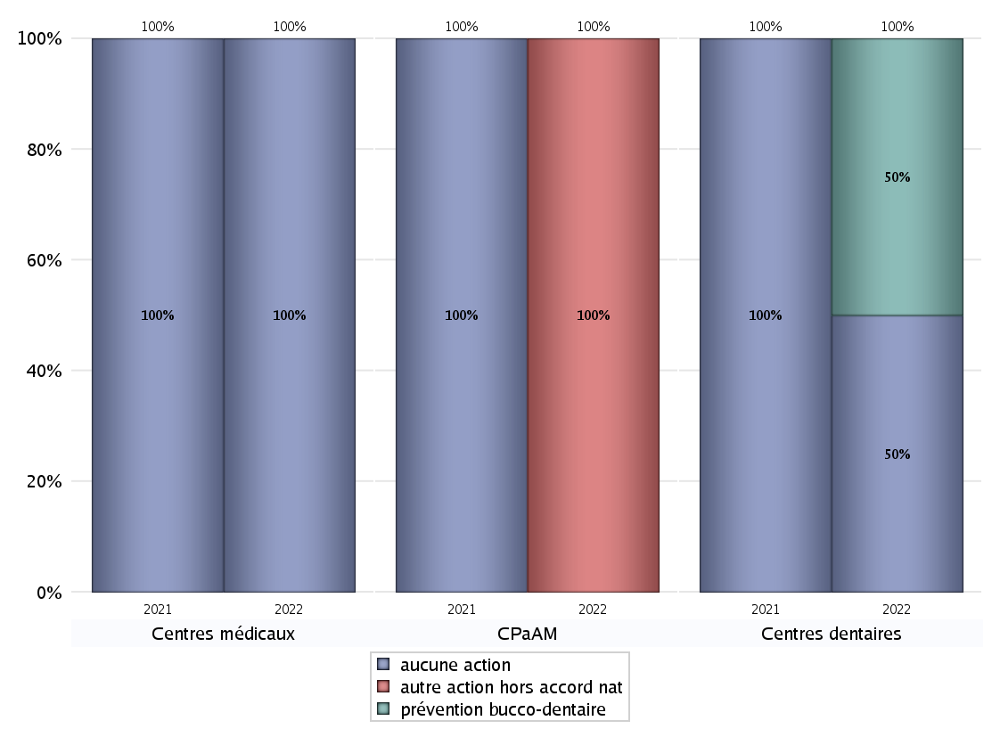 100% 100% 100% 100% 100% 100%
100%
80%
50%
60%
100% 100% 100% 100% 100%
40%
50%
20%
0%
2021 2022 2021 2022 2021 2022
Centres médicaux CPaAM Centres dentaires
aucune action
autre action hors accord nat
prévention bucco-dentaire